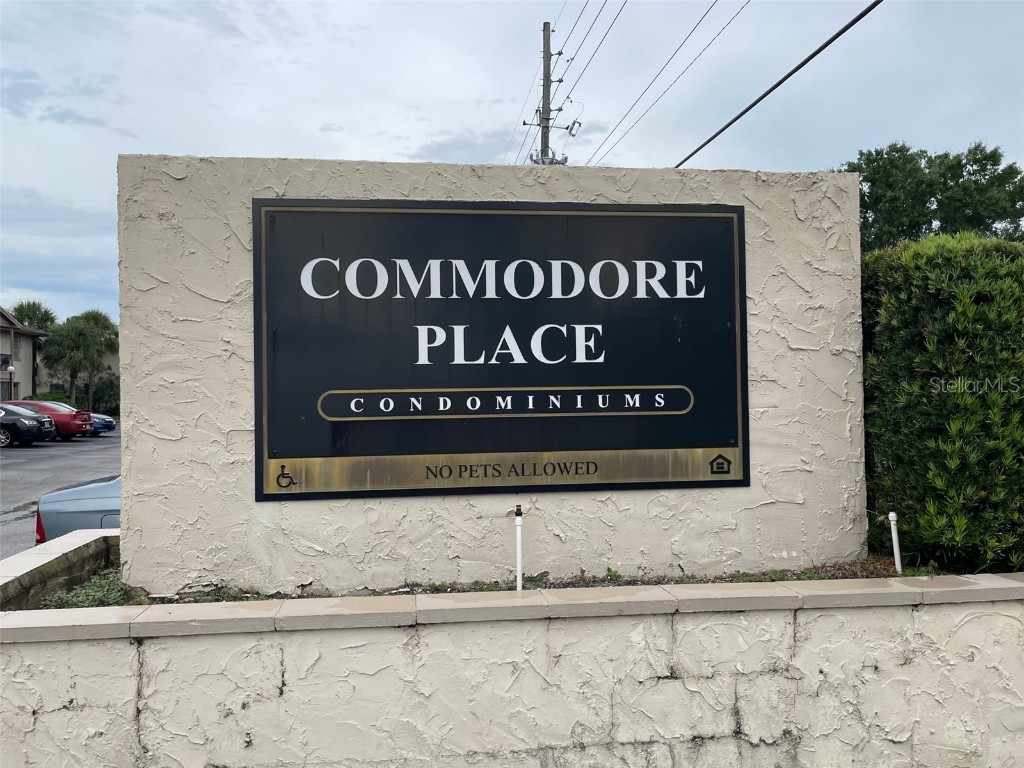 COMMODORE
PLACE
CONDOMINIUMS
NO PETS ALLOWED
StellarMLS